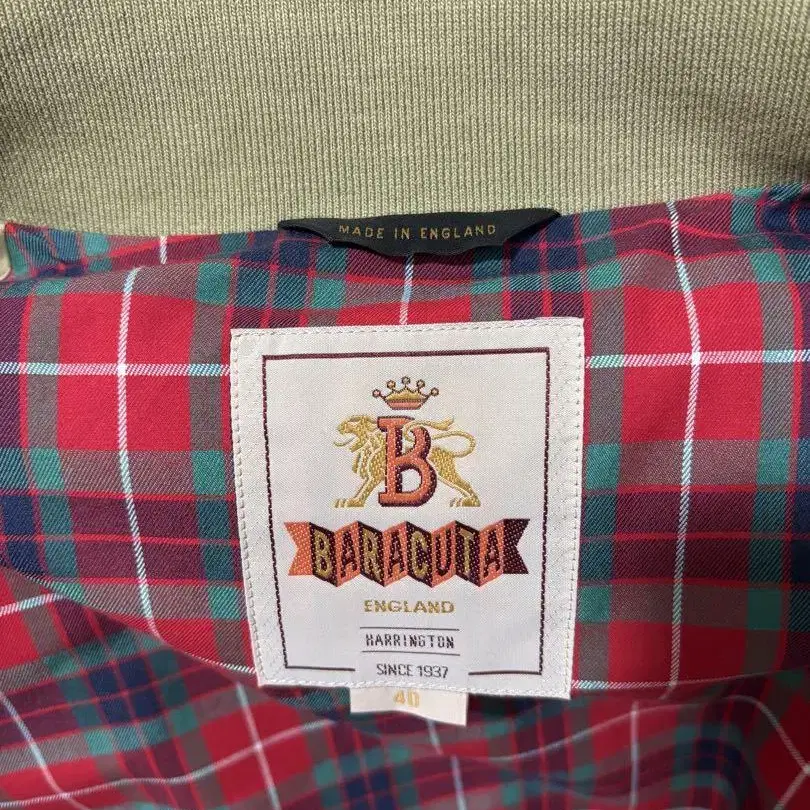 MADE IN ENGLAND
B
BARACUTA
ENGLAND
HARRINGTON
SINCE 1937
40